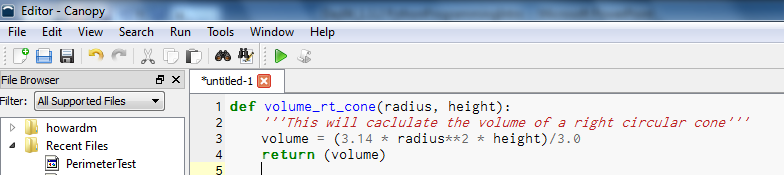 Editor - Canopy
File Edit View Search Run Tools Window Help
File Browser
*untitled-1
Filter: All Supported Files
howardm
Recent Files
PerimeterTest
1 def volume_rt_cone(radius, height):
2 '''This will caclulate the volume of a right circular cone'''
3 volume = (3.14 * radius**2 * height)/3.0
4 return (volume)
5